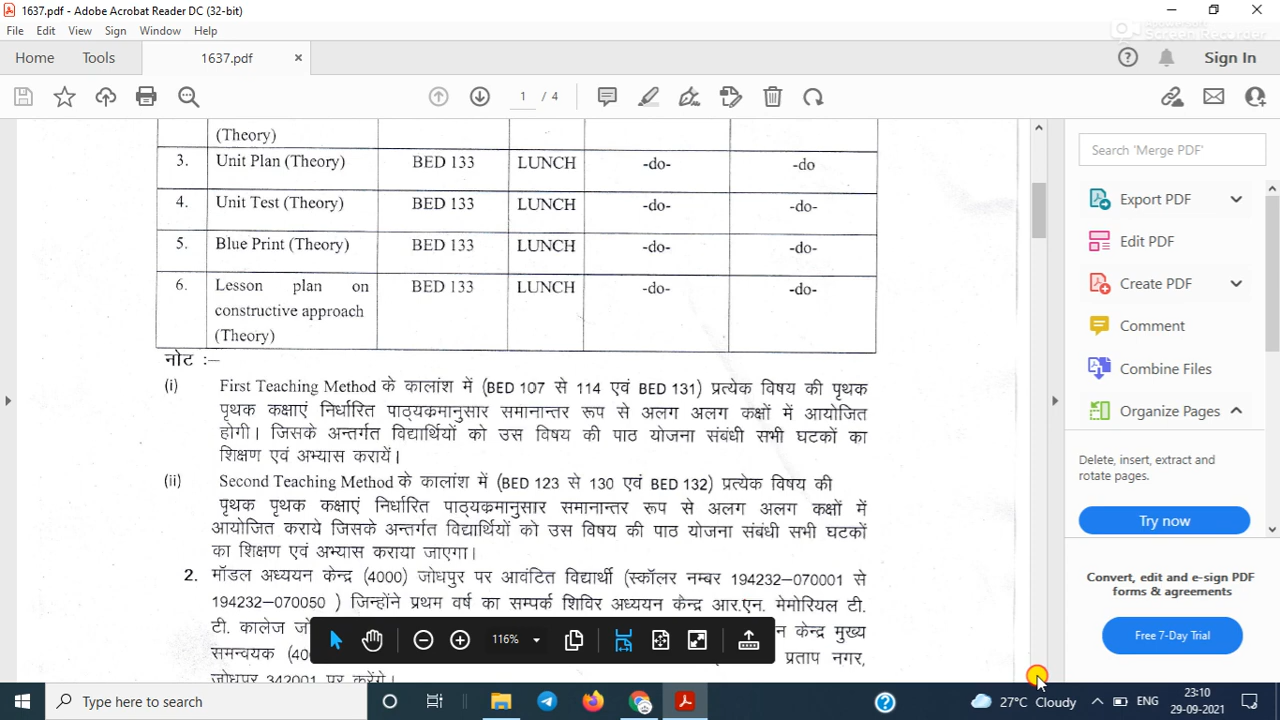 1637.pdf - Adobe Acrobat Reader DC (32-bit)
File Edit View Sign Window Help
Screen Recorder
Home Tools 1637.pdf × Sign In
1 / 4
Search 'Merge PDF'
Export PDF
Edit PDF
Create PDF
Comment
Combine Files
Organize Pages
Delete, insert, extract and
rotate pages.
Try now
Convert, edit and e-sign PDF
forms & agreements
Free 7-Day Trial
(Theory)
3. Unit Plan (Theory) BED 133 LUNCH -do- -do
4. Unit Test (Theory) BED 133 LUNCH -do- -do-
5. Blue Print (Theory) BED 133 LUNCH -do- -do-
6. Lesson plan on BED 133 LUNCH -do- -do-
constructive approach
(Theory)
नोट :–
(i) First Teaching Method के कालांश में (BED 107 से 114 एवं BED 131) प्रत्येक विषय की पृथक
पृथक कक्षाएं निर्धारित पाठ्यक्रमानुसार समानान्तर रूप से अलग अलग कक्षों में आयोजित
होगी। जिसके अन्तर्गत विद्यार्थियों को उस विषय की पाठ योजना संबंधी सभी घटकों का
शिक्षण एवं अभ्यास करायें।
(ii) Second Teaching Method के कालांश में (BED 123 से 130 एवं BED 132) प्रत्येक विषय की
पृथक पृथक कक्षाएं निर्धारित पाठ्यक्रमानुसार समानान्तर रूप से अलग अलग कक्षों में
आयोजित कराये जिसके अन्तर्गत विद्यार्थियों को उस विषय की पाठ योजना संबंधी सभी घटकों
का शिक्षण एवं अभ्यास कराया जाएगा।
2. मॉडल अध्ययन केन्द्र (4000) जोधपुर पर आवंटित विद्यार्थी (स्कॉलर नम्बर 194232–070001 से
194232–070050 ) जिन्होंने प्रथम वर्ष का सम्पर्क शिविर अध्ययन केन्द्र आर.एन. मेमोरियल टी.
टी. कालेज केन्द्र मुख्य
समन्वयक प्रताप नगर,
जोधपुर 342001 पर करेंगे।
116%
Type here to search
27°C Cloudy ENG 23:10
29-09-2021